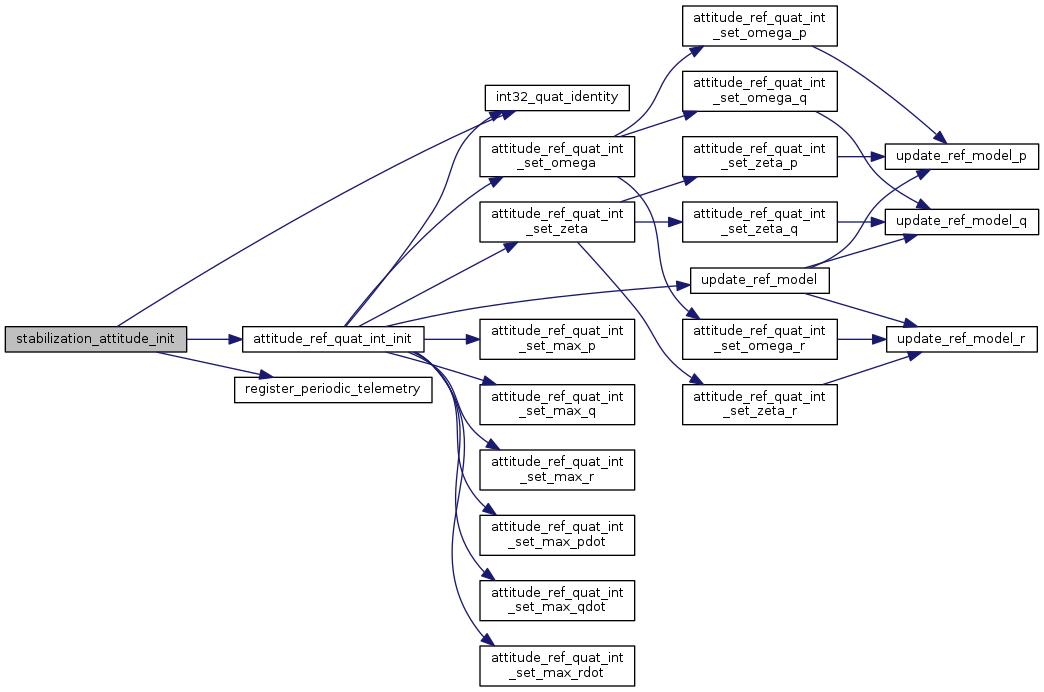 attitude_ref_quat_int
_set_omega_p
attitude_ref_quat_int
_set_omega_q
int32_quat_identity
attitude_ref_quat_int
_set_omega
attitude_ref_quat_int
_set_zeta_p
update_ref_model_p
attitude_ref_quat_int
_set_zeta
attitude_ref_quat_int
_set_zeta_q
update_ref_model_q
update_ref_model
stabilization_attitude_init
attitude_ref_quat_int_init
attitude_ref_quat_int
_set_max_p
attitude_ref_quat_int
_set_omega_r
update_ref_model_r
register_periodic_telemetry
attitude_ref_quat_int
_set_max_q
attitude_ref_quat_int
_set_zeta_r
attitude_ref_quat_int
_set_max_r
attitude_ref_quat_int
_set_max_pdot
attitude_ref_quat_int
_set_max_qdot
attitude_ref_quat_int
_set_max_rdot